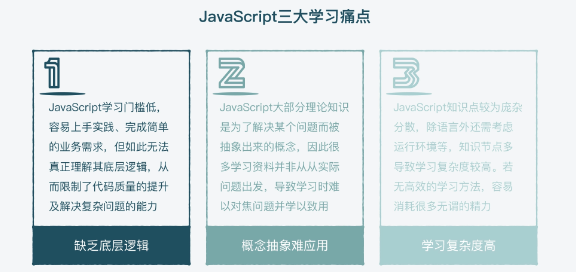 JavaScript三大学习痛点
1
JavaScript学习门槛低，
容易上手实践、完成简单
的业务需求，但如此无法
真正理解其底层逻辑，从
而限制了代码质量的提升
及解决复杂问题的能力
缺乏底层逻辑
2
JavaScript大部分理论知识
是为了解决某个问题而被
抽象出来的概念，因此很
多学习资料并非从从实际
问题出发，导致学习时难
以对焦问题并学以致用
概念抽象难应用
3
JavaScript知识点较为庞杂
分散，除语言外还需考虑
运行环境等，知识节点多
导致学习复杂度较高。若
无高效的学习方法，容易
消耗很多无谓的精力
学习复杂度高